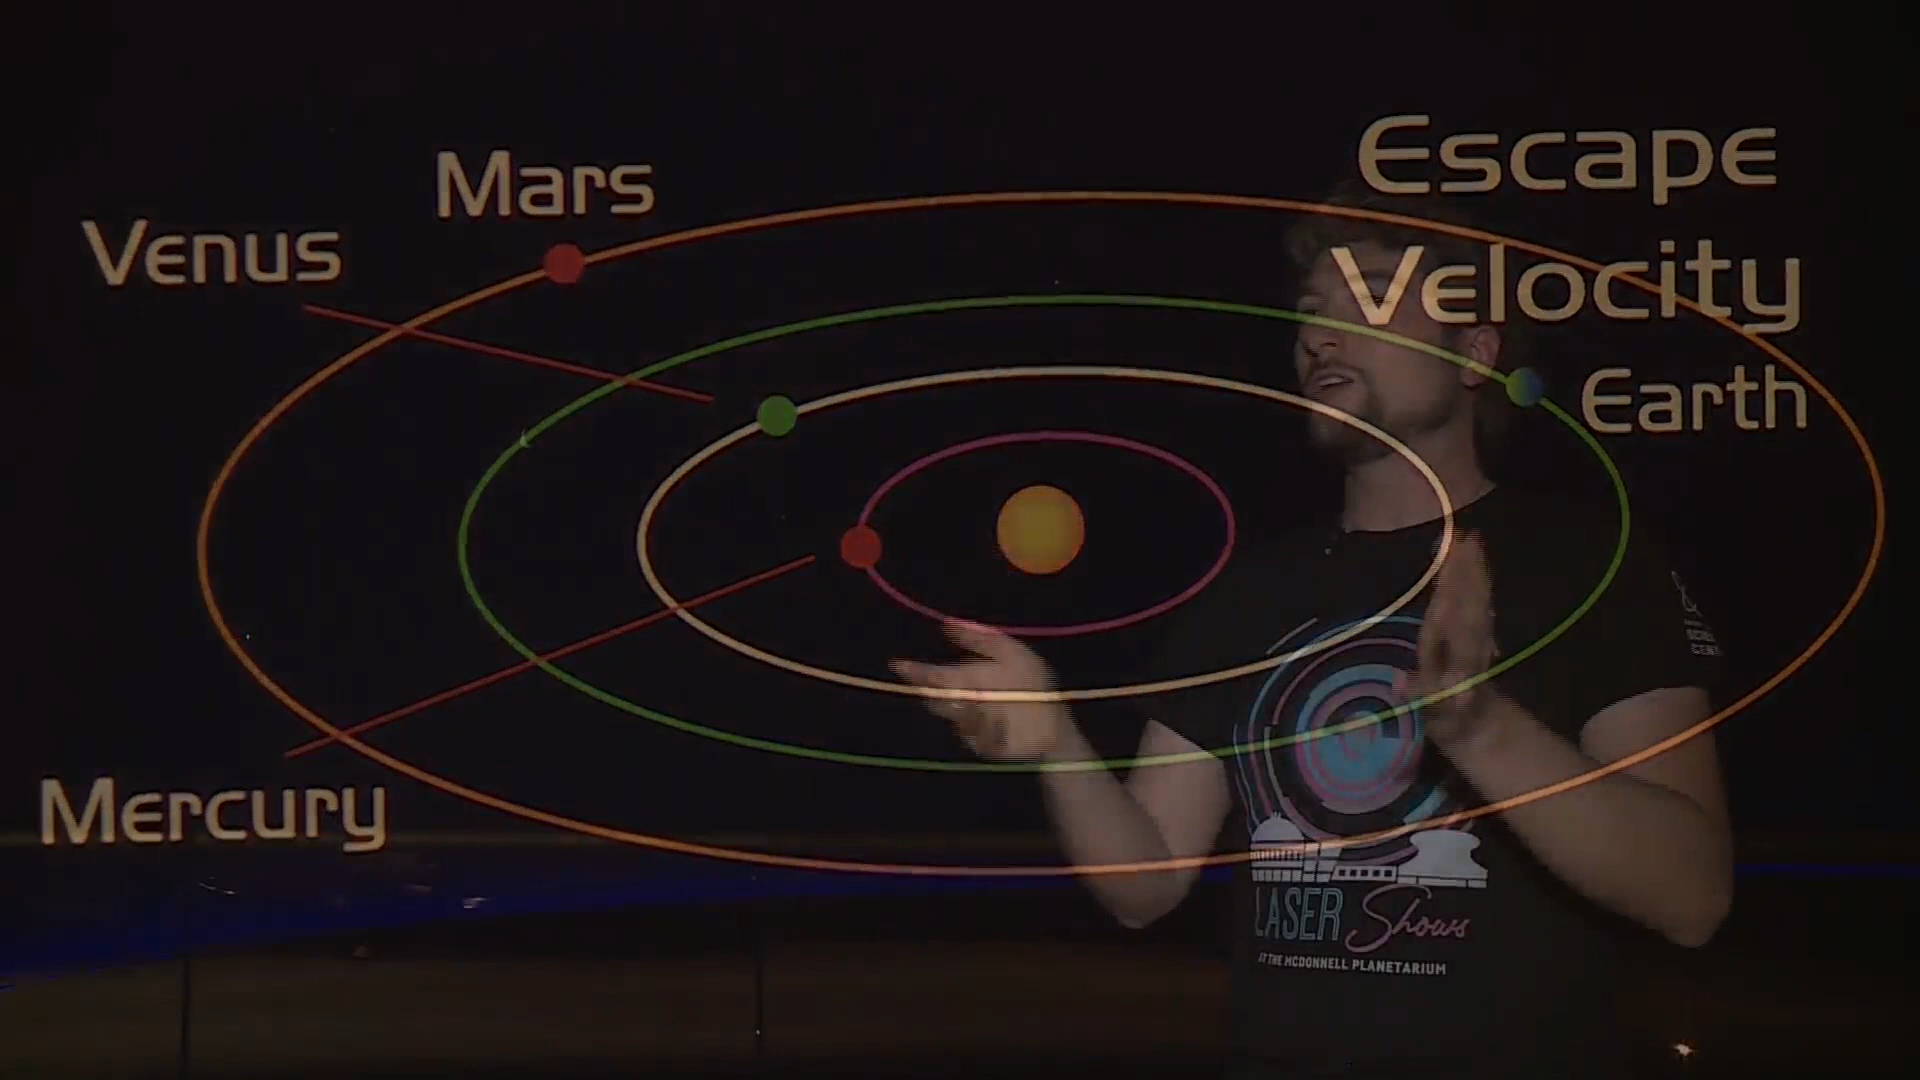 Escape
Velocity
Mars
Venus
Earth
Mercury
LASER Shows
AT THE MCDONNELL PLANETARIUM